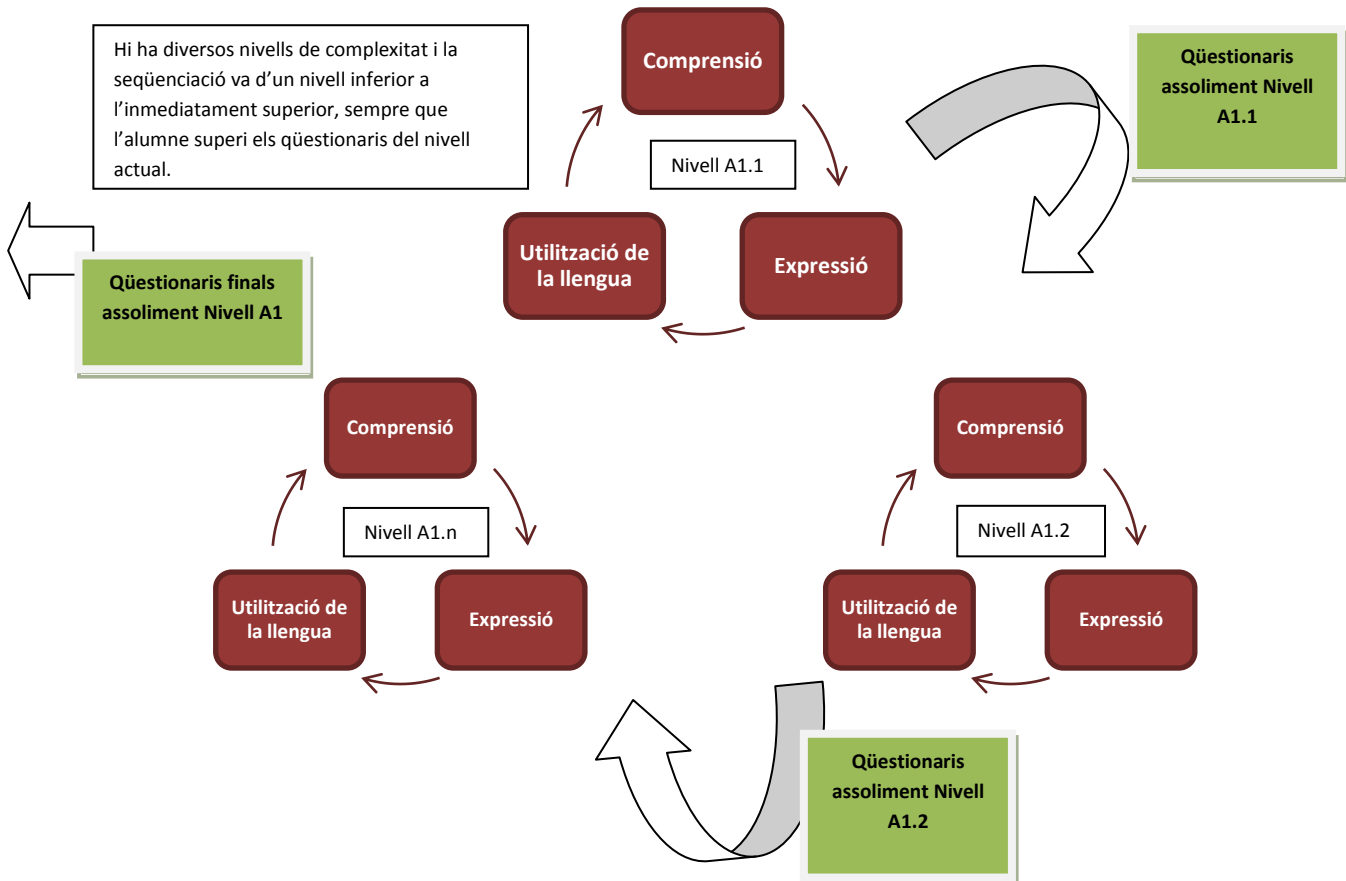 Hi ha diversos nivells de complexitat i la
seqüenciació va d'un nivell inferior a
l'inmediatament superior, sempre que
l'alumne superi els qüestionaris del nivell
actual.
Comprensió
Nivell A1.1
Utilització de
la llengua
Expressió
Qüestionaris
assoliment Nivell
A1.1
Qüestionaris finals
assoliment Nivell A1
Comprensió
Nivell A1.n
Utilització de
la llengua
Expressió
Comprensió
Nivell A1.2
Utilització de
la llengua
Expressió
Qüestionaris
assoliment Nivell
A1.2